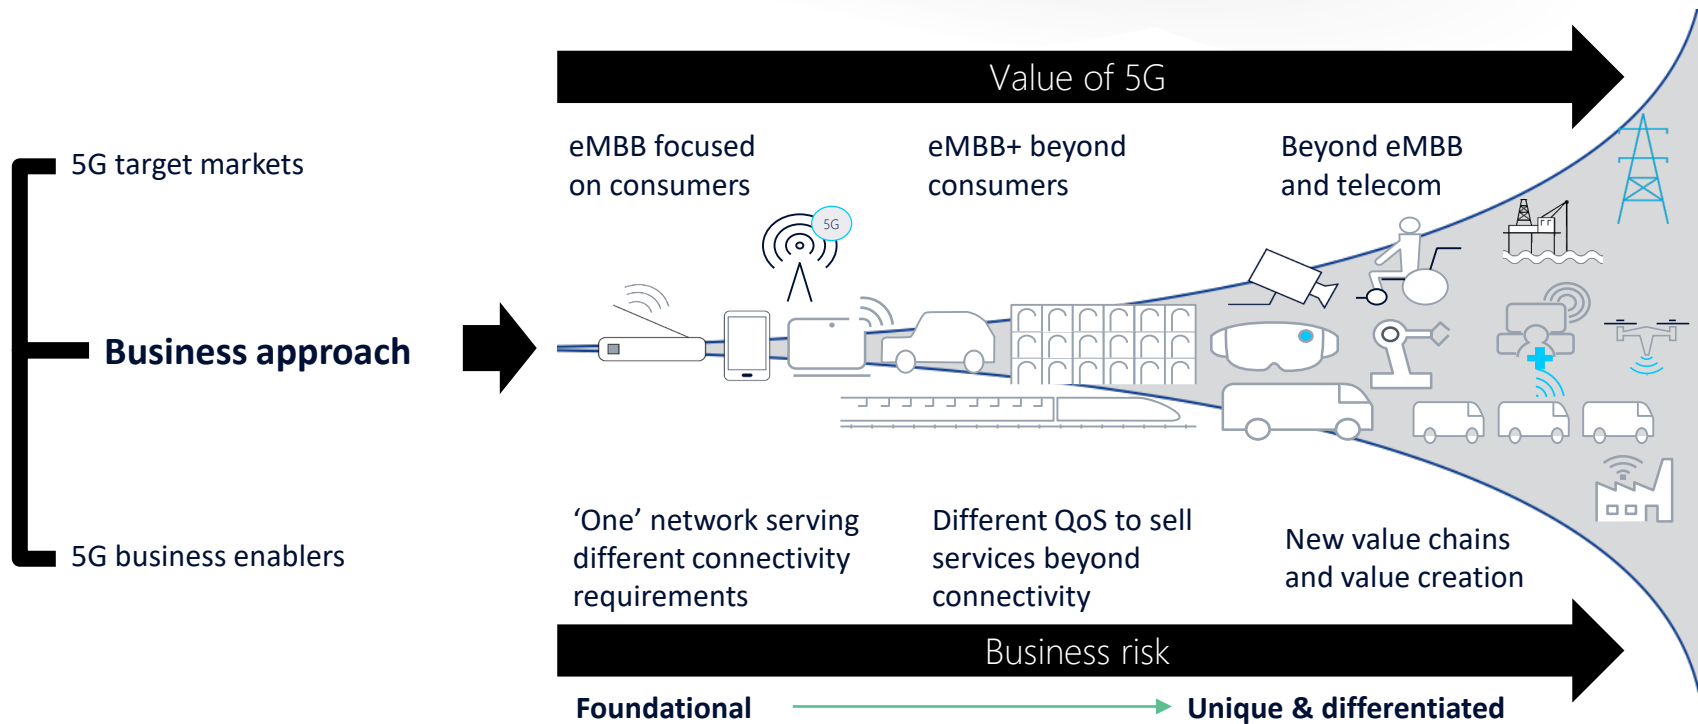 Value of 5G
5G target markets
eMBB focused
on consumers
eMBB+ beyond
consumers
Beyond eMBB
and telecom
5G
Business approach
5G business enablers
‘One’ network serving
different connectivity
requirements
Different QoS to sell
services beyond
connectivity
New value chains
and value creation
Business risk
Foundational
Unique & differentiated